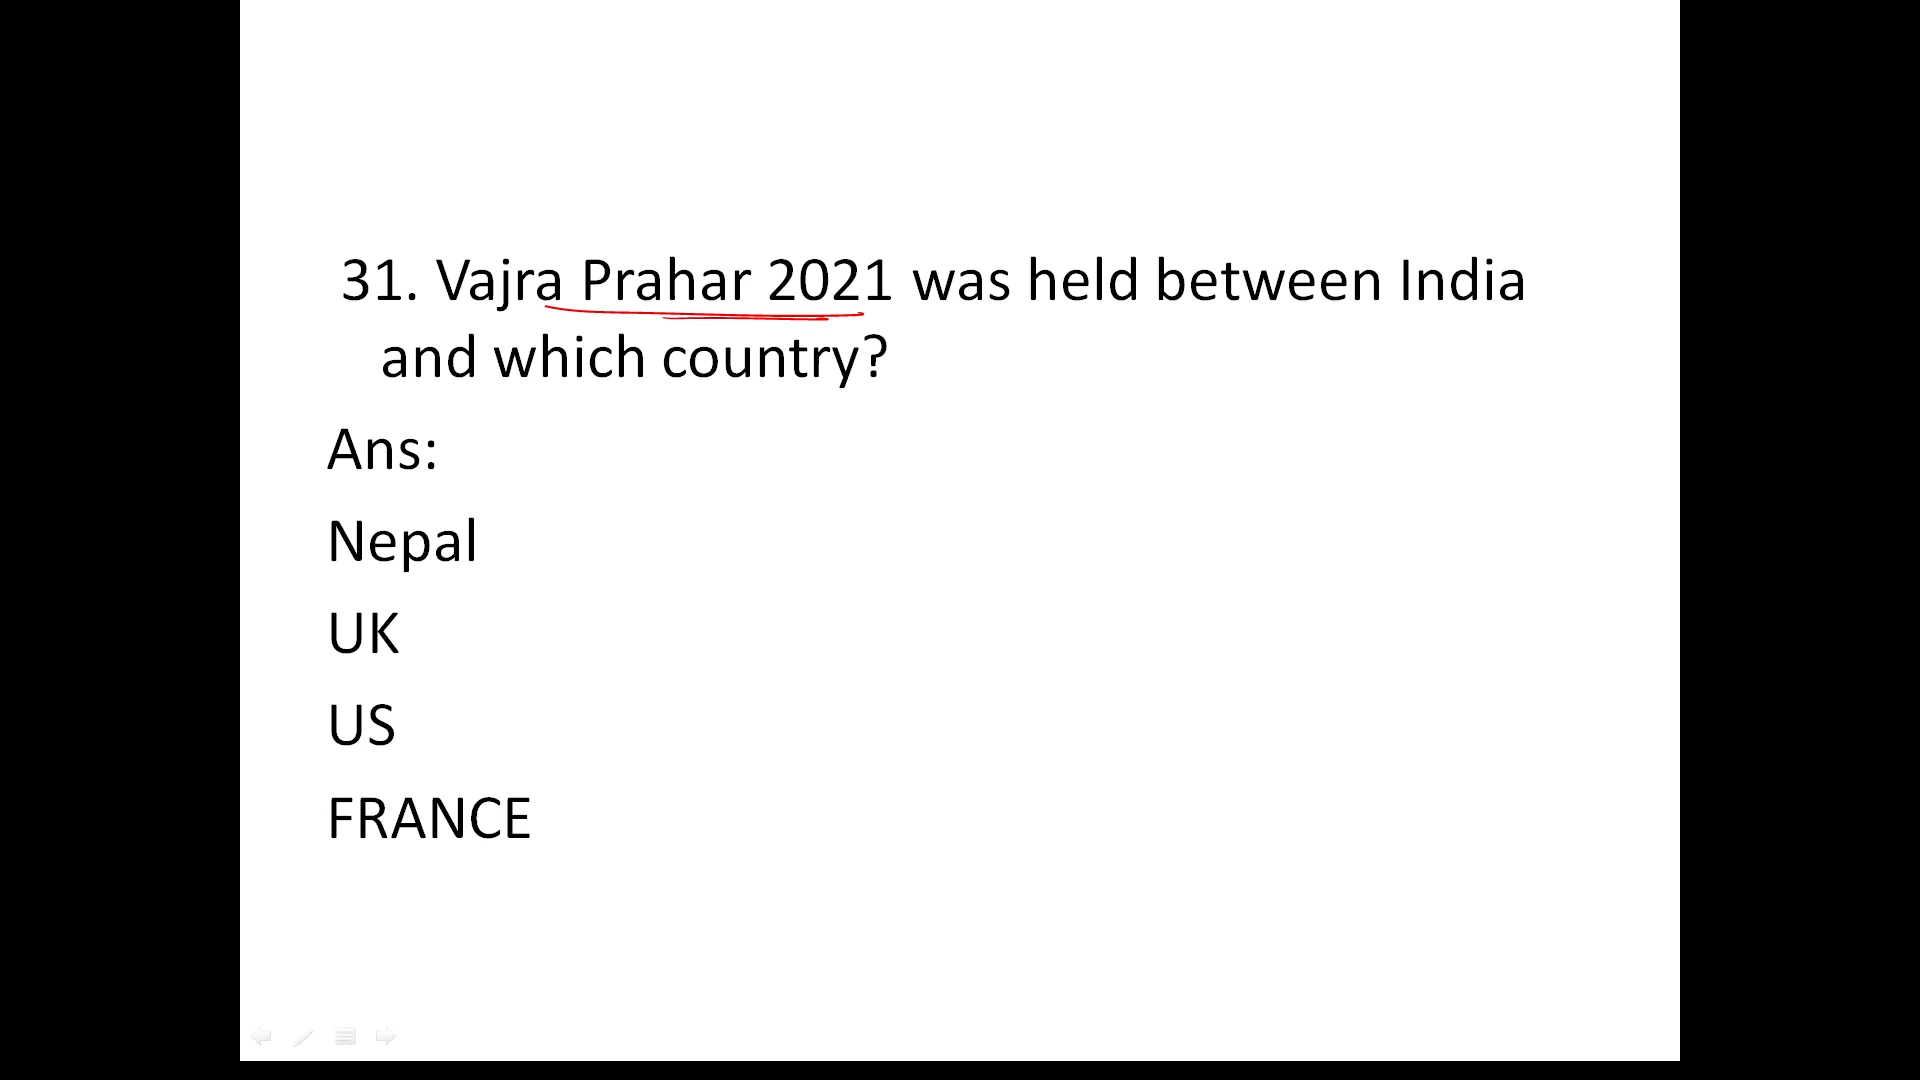 31. Vajra Prahar 2021 was held between India
and which country?
Ans:
Nepal
UK
US
FRANCE